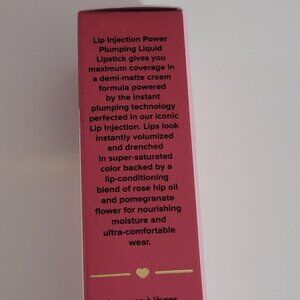 Lip Injection Power
Plumping Liquid
Lipstick gives you
maximum coverage in
a demi-matte cream
formula powered
by the instant
plumping technology
perfected in our iconic
Lip Injection. Lips look
instantly volumized
and drenched
in super-saturated
color backed by a
lip-conditioning
blend of rose hip oil
and pomegranate
flower for nourishing
moisture and
ultra-comfortable
wear.